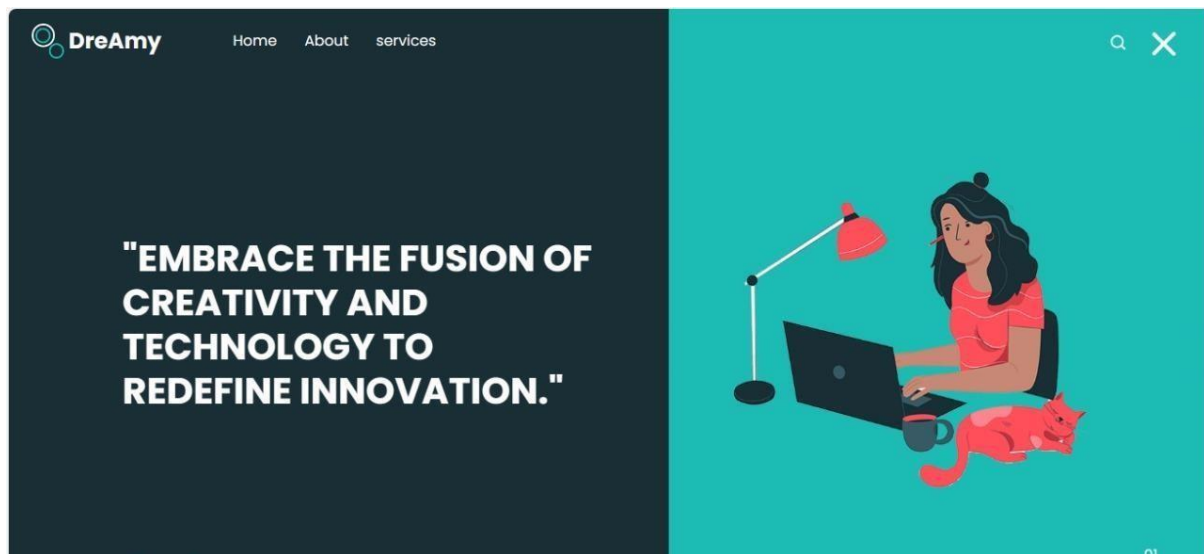 DreAmy
Home About services
"EMBRACE THE FUSION OF
CREATIVITY AND
TECHNOLOGY TO
REDEFINE INNOVATION."